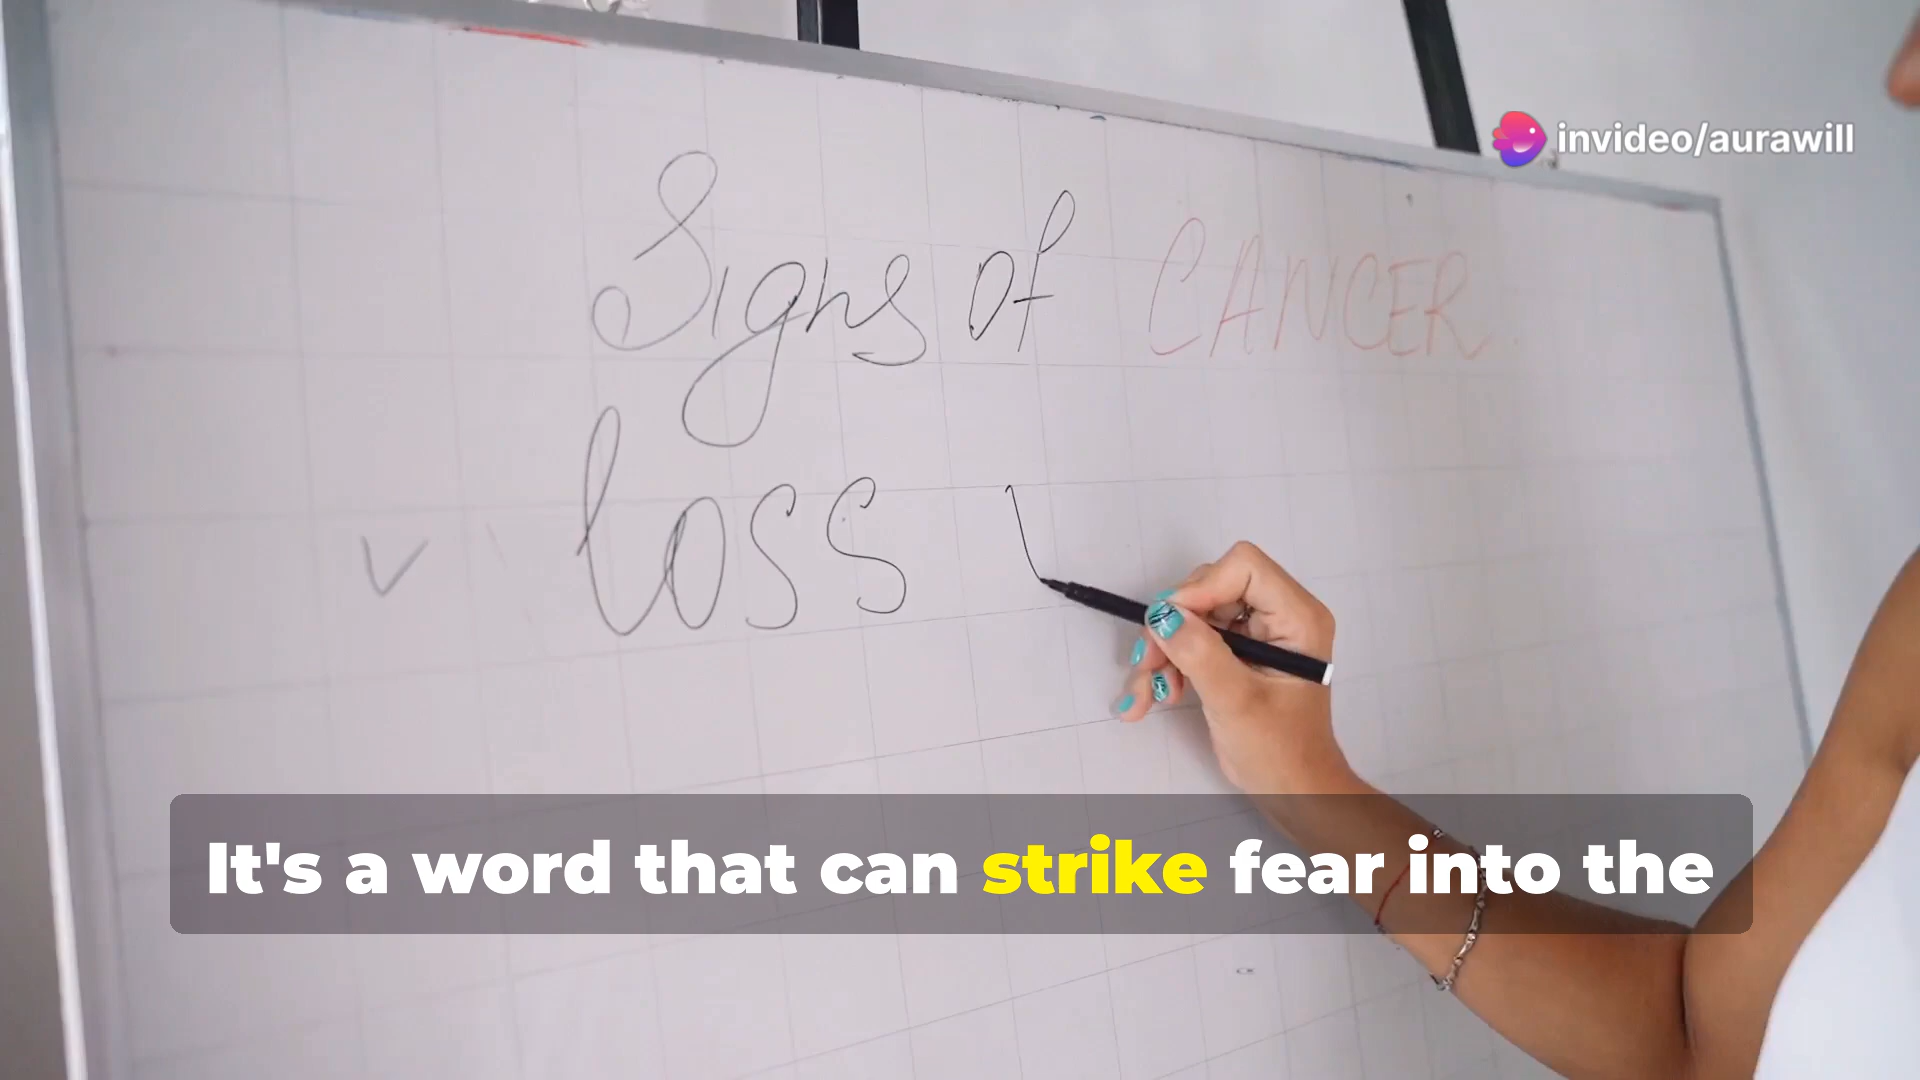 invideo/aurawill
Signs of CANCER
loss
It's a word that can strike fear into the